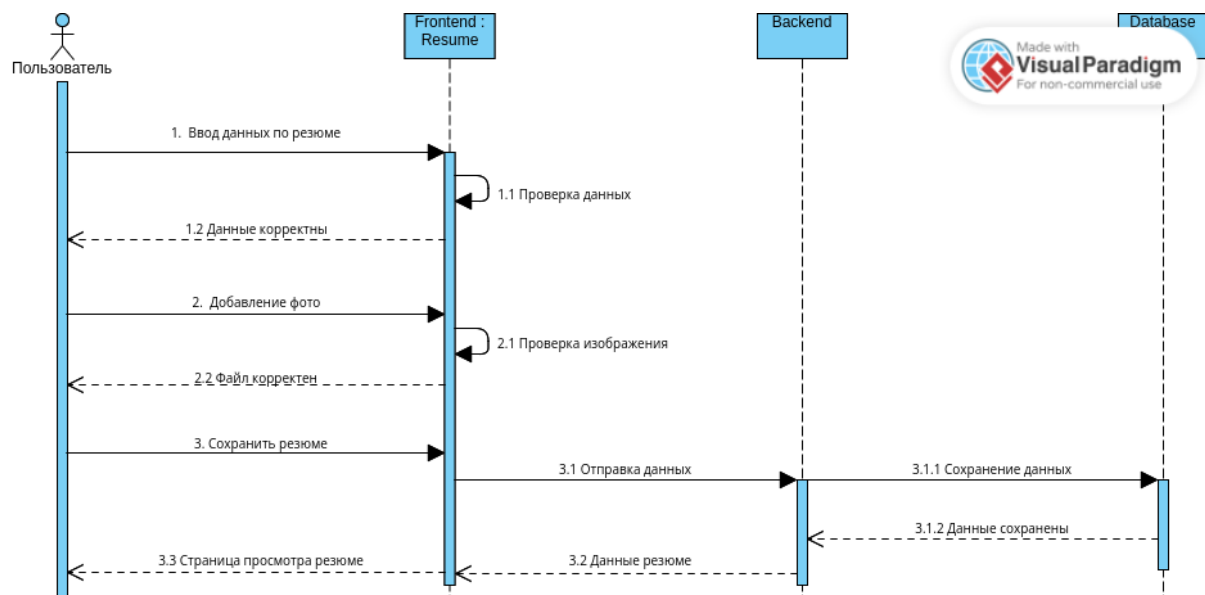 Frontend :
Resume
Backend
Database
Made with
Visual Paradigm
For non-commercial use
Пользователь
1. Ввод данных по резюме
1.1 Проверка данных
1.2 Данные корректны
2. Добавление фото
2.1 Проверка изображения
2.2 Файл корректен
3. Сохранить резюме
3.1 Отправка данных
3.1.1 Сохранение данных
3.1.2 Данные сохранены
3.2 Данные резюме
3.3 Страница просмотра резюме